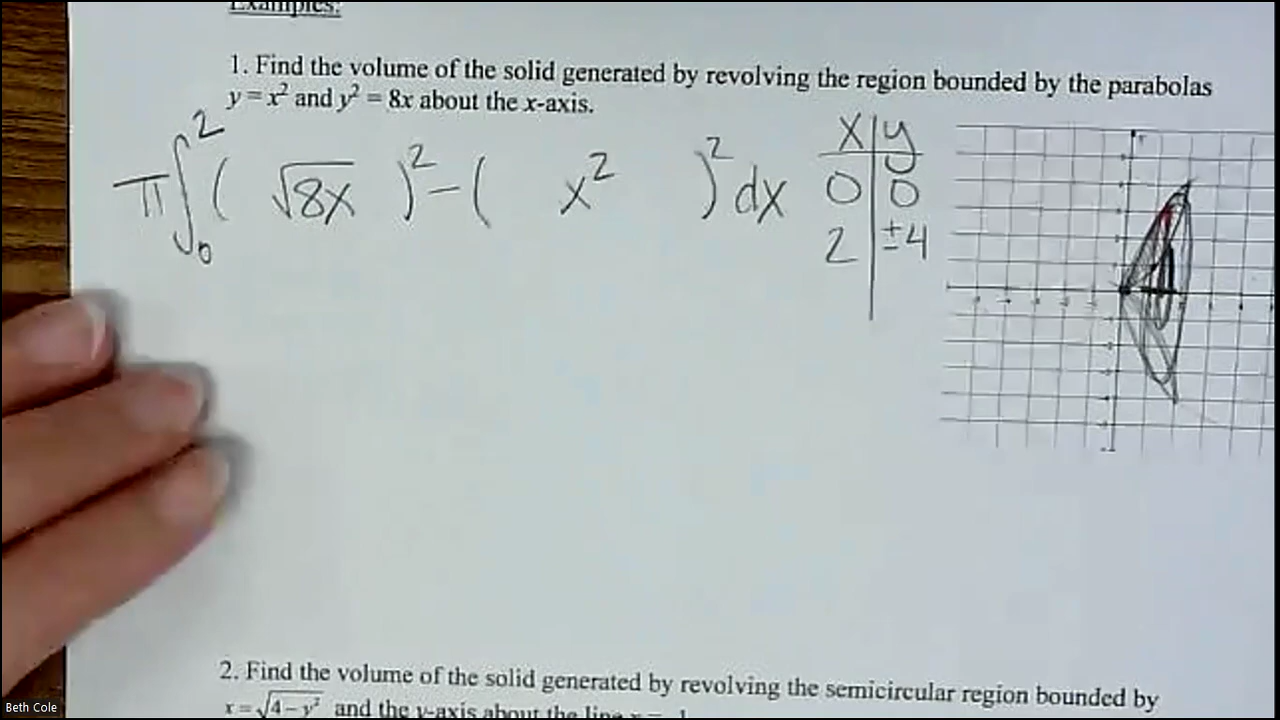 Examples:
1. Find the volume of the solid generated by revolving the region bounded by the parabolas
y = x² and y² = 8x about the x-axis.
π∫₀² ( √8x )² − ( x² )² dx
x | y
0 | 0
2 | ±4
2. Find the volume of the solid generated by revolving the semicircular region bounded by
x = √4 − y² and the y-axis about the line
Beth Cole